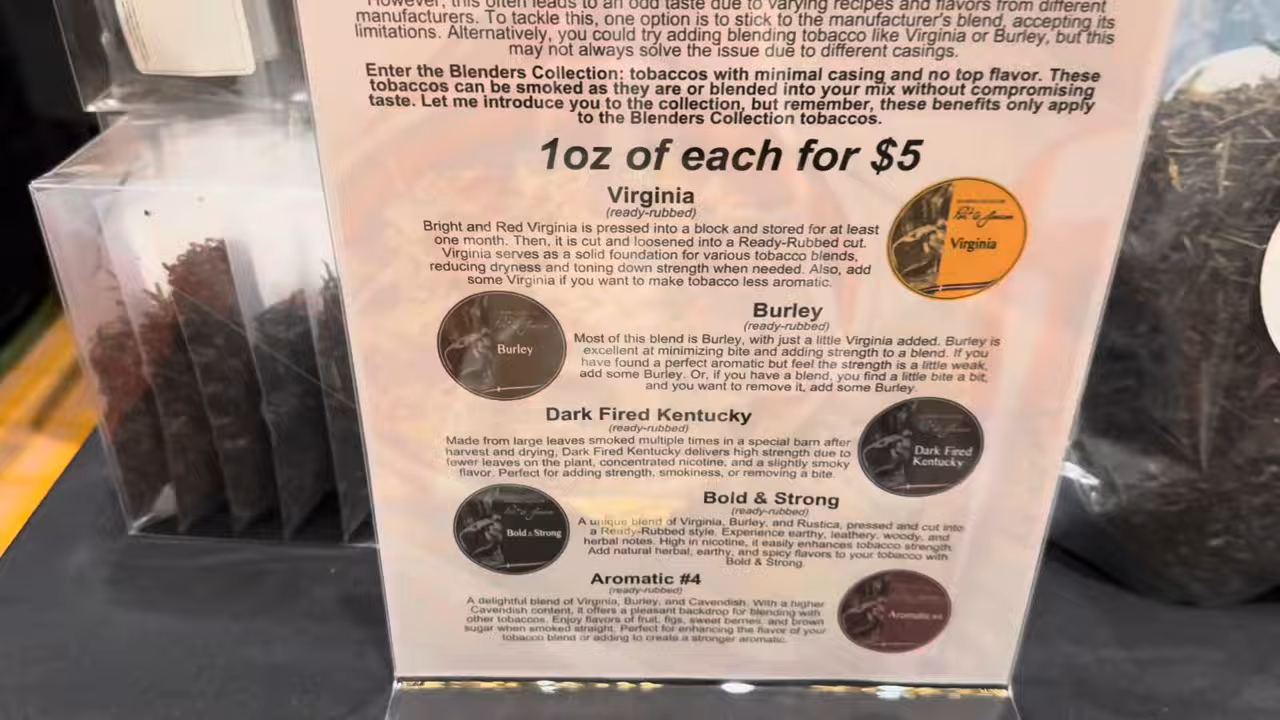 However, this often leads to an odd taste due to varying recipes and flavors from different
manufacturers. To tackle this, one option is to stick to the manufacturer's blend, accepting its
limitations. Alternatively, you could try adding blending tobacco like Virginia or Burley, but this
may not always solve the issue due to different casings.
Enter the Blenders Collection: tobaccos with minimal casing and no top flavor. These
tobaccos can be smoked as they are or blended into your mix without compromising
taste. Let me introduce you to the collection, but remember, these benefits only apply
to the Blenders Collection tobaccos.
1oz of each for $5
Virginia
(ready-rubbed)
Bright and Red Virginia is pressed into a block and stored for at least
one month. Then, it is cut and loosened into a Ready-Rubbed cut.
Virginia serves as a solid foundation for various tobacco blends,
reducing dryness and toning down strength when needed. Also, add
some Virginia if you want to make tobacco less aromatic.
Virginia
Burley
(ready-rubbed)
Most of this blend is Burley, with just a little Virginia added. Burley is
excellent at minimizing bite and adding strength to a blend. If you
have found a perfect aromatic but feel the strength is a little weak,
add some Burley. Or, if you have a blend, you find a little bite a bit,
and you want to remove it, add some Burley.
Burley
Dark Fired Kentucky
(ready-rubbed)
Made from large leaves smoked multiple times in a special barn after
harvest and drying, Dark Fired Kentucky delivers high strength due to
fewer leaves on the plant, concentrated nicotine, and a slightly smoky
flavor. Perfect for adding strength, smokiness, or removing a bite.
Dark Fired
Kentucky
Bold & Strong
(ready-rubbed)
A unique blend of Virginia, Burley, and Rustica, pressed and cut into
a Ready-Rubbed style. Experience earthy, leathery, woody, and
herbal notes. High in nicotine, it easily enhances tobacco strength.
Add natural herbal, earthy, and spicy flavors to your tobacco with
Bold & Strong.
Bold & Strong
Aromatic #4
(ready-rubbed)
A delightful blend of Virginia, Burley, and Cavendish. With a higher
Cavendish content, it offers a pleasant backdrop for blending with
other tobaccos. Enjoy flavors of fruit, figs, sweet berries, and brown
sugar when smoked straight. Perfect for enhancing the flavor of your
tobacco blend or adding to create a stronger aromatic.
Aromatic #4